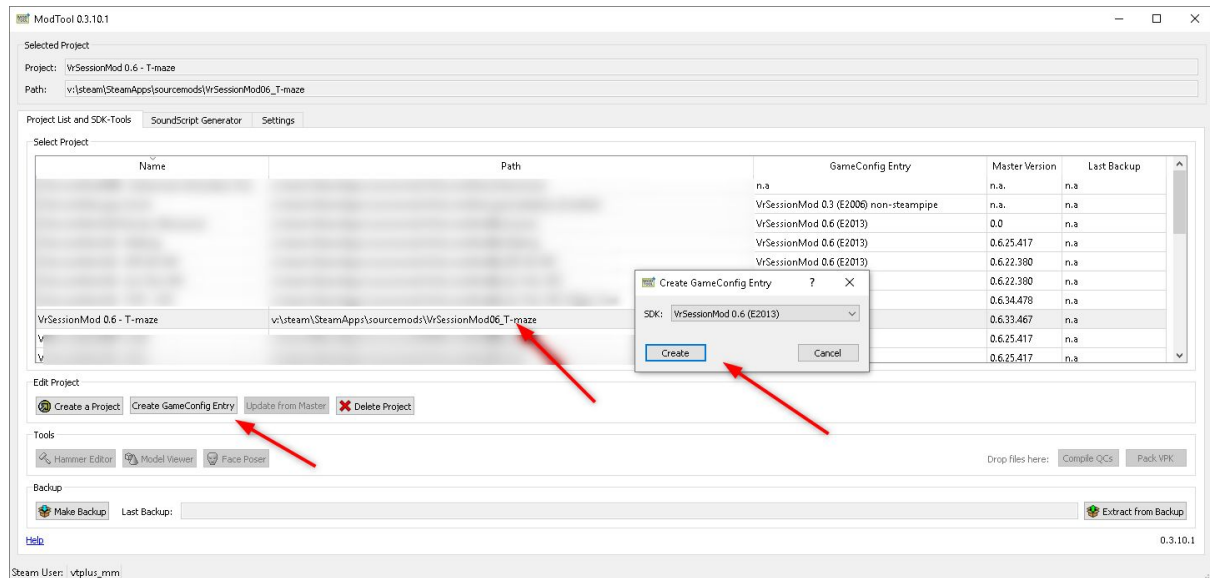 ModTool 0.3.10.1
Selected Project
Project: VrSessionMod 0.6 - T-maze
Path: v:\steam\SteamApps\sourcemods\VrSessionMod06_T-maze
Project List and SDK-Tools SoundScript Generator Settings
Select Project
Name Path GameConfig Entry Master Version Last Backup
n.a n.a. n.a
VrSessionMod 0.3 (E2006) non-steampipe n.a. n.a
VrSessionMod 0.6 (E2013) 0.0 n.a
VrSessionMod 0.6 (E2013) 0.6.25.417 n.a
VrSessionMod 0.6 (E2013) 0.6.22.380 n.a
0.6.22.380 n.a
0.6.34.478 n.a
VrSessionMod 0.6 - T-maze v:\steam\SteamApps\sourcemods\VrSessionMod06_T-maze 0.6.33.467 n.a
0.6.25.417 n.a
0.6.25.417 n.a
Create GameConfig Entry ?
SDK: VrSessionMod 0.6 (E2013)
Create Cancel
Edit Project
Create a Project Create GameConfig Entry Update from Master Delete Project
Tools
Hammer Editor Model Viewer Face Poser Drop files here: Compile QCs Pack VPK
Backup
Make Backup Last Backup: Extract from Backup
Help 0.3.10.1
Steam User: vtplus_mm